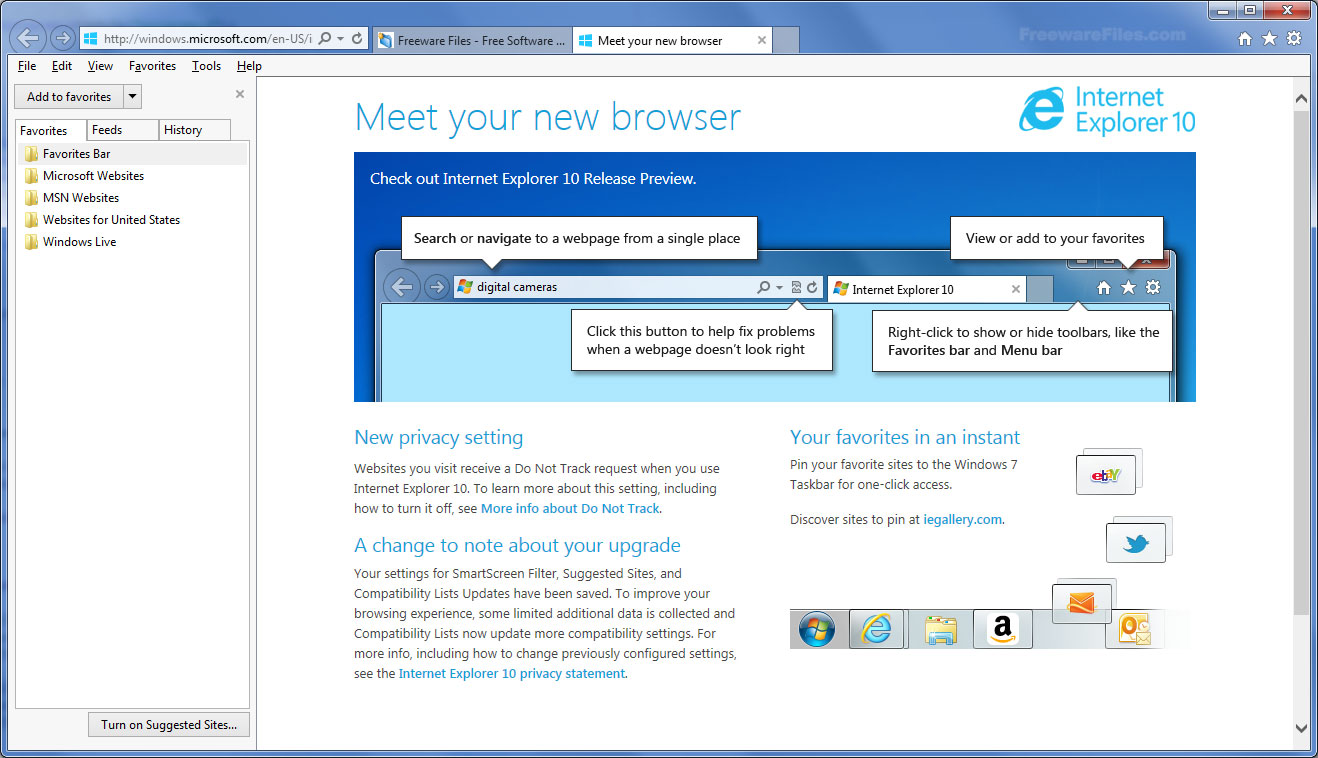 http://windows.microsoft.com/en-US/i
Freeware Files - Free Software ...
Meet your new browser
FreewareFiles.com
File Edit View Favorites Tools Help
Add to favorites
Favorites Feeds History
Favorites Bar
Microsoft Websites
MSN Websites
Websites for United States
Windows Live
Turn on Suggested Sites...
Meet your new browser
Internet
Explorer 10
Check out Internet Explorer 10 Release Preview.
Search or navigate to a webpage from a single place
View or add to your favorites
digital cameras
Internet Explorer 10
Click this button to help fix problems
when a webpage doesn't look right
Right-click to show or hide toolbars, like the
Favorites bar and Menu bar
New privacy setting
Websites you visit receive a Do Not Track request when you use
Internet Explorer 10. To learn more about this setting, including
how to turn it off, see More info about Do Not Track.
A change to note about your upgrade
Your settings for SmartScreen Filter, Suggested Sites, and
Compatibility Lists Updates have been saved. To improve your
browsing experience, some limited additional data is collected and
Compatibility Lists now update more compatibility settings. For
more info, including how to change previously configured settings,
see the Internet Explorer 10 privacy statement.
Your favorites in an instant
Pin your favorite sites to the Windows 7
Taskbar for one-click access.
Discover sites to pin at iegallery.com.
ebY
a